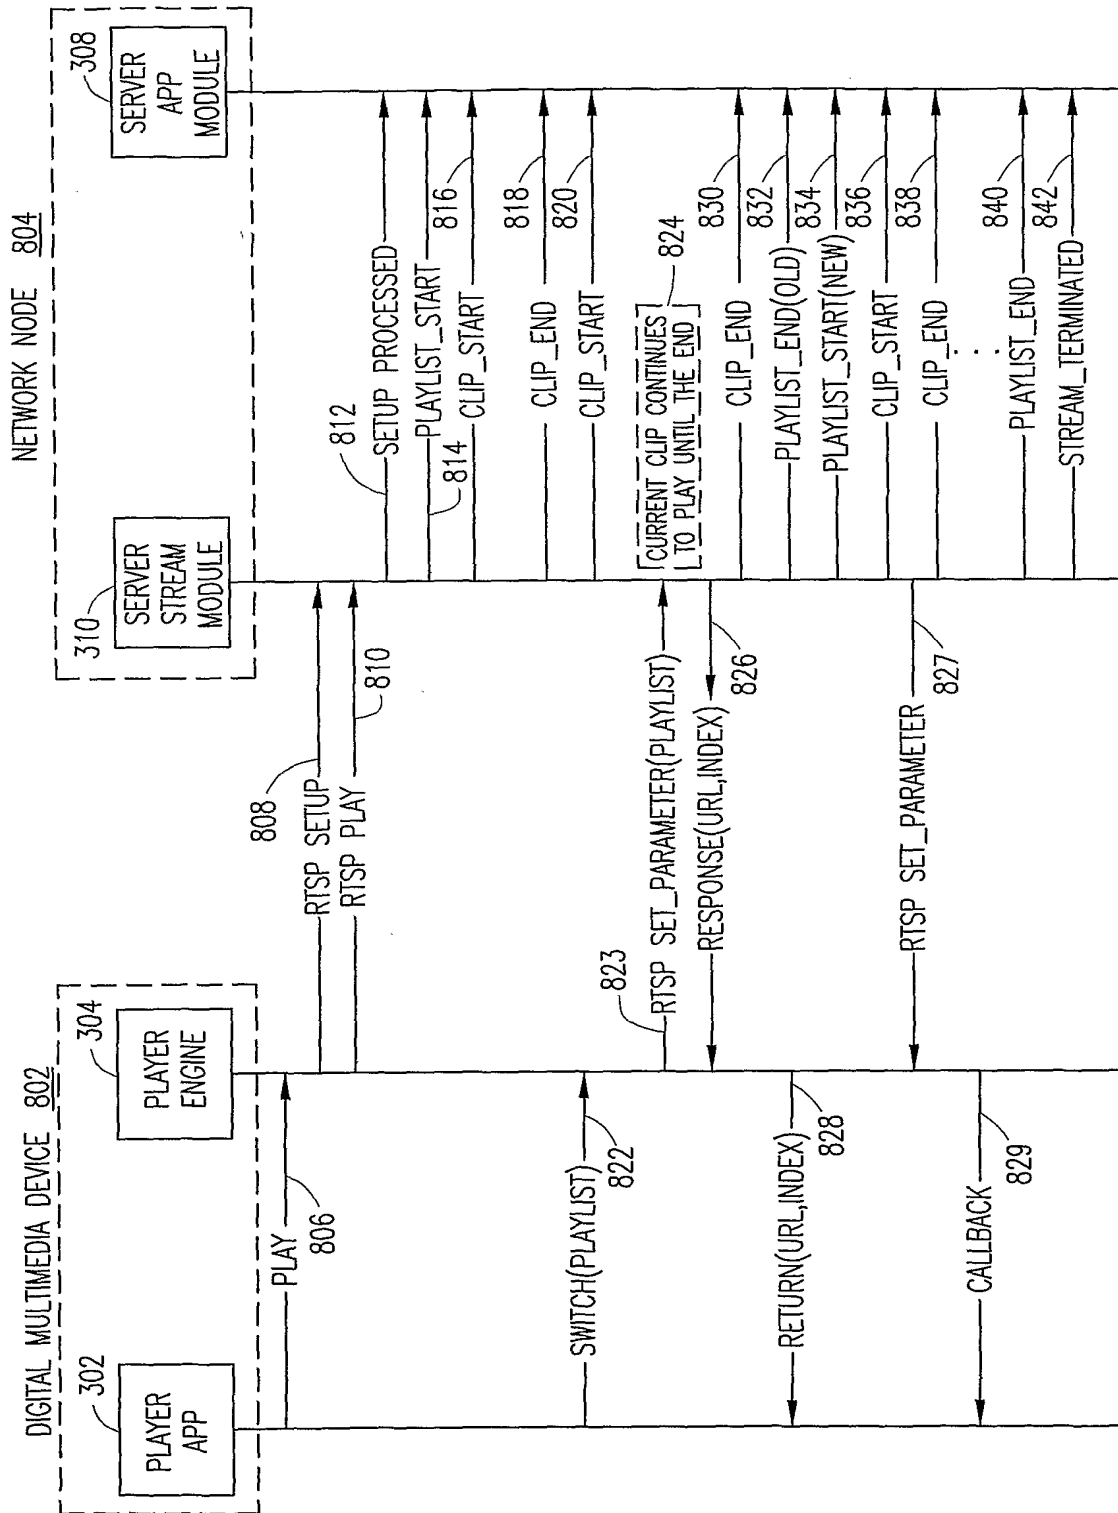 DIGITAL MULTIMEDIA DEVICE 802
NETWORK NODE 804
302
PLAYER
APP
304
PLAYER
ENGINE
310
SERVER
STREAM
MODULE
308
SERVER
APP
MODULE
PLAY
806
808
RTSP SETUP
RTSP PLAY
810
812
SETUP PROCESSED
PLAYLIST_START
814
CLIP_START
816
CLIP_END
818
CLIP_START
820
SWITCH(PLAYLIST)
822
823
RTSP SET_PARAMETER(PLAYLIST)
CURRENT CLIP CONTINUES
TO PLAY UNTIL THE END
824
RESPONSE(URL,INDEX)
826
CLIP_END
830
RETURN(URL,INDEX)
828
PLAYLIST_END(OLD)
832
PLAYLIST_START(NEW)
834
CLIP_START
836
RTSP SET_PARAMETER
827
CLIP_END
838
CALLBACK
829
PLAYLIST_END
840
STREAM_TERMINATED
842